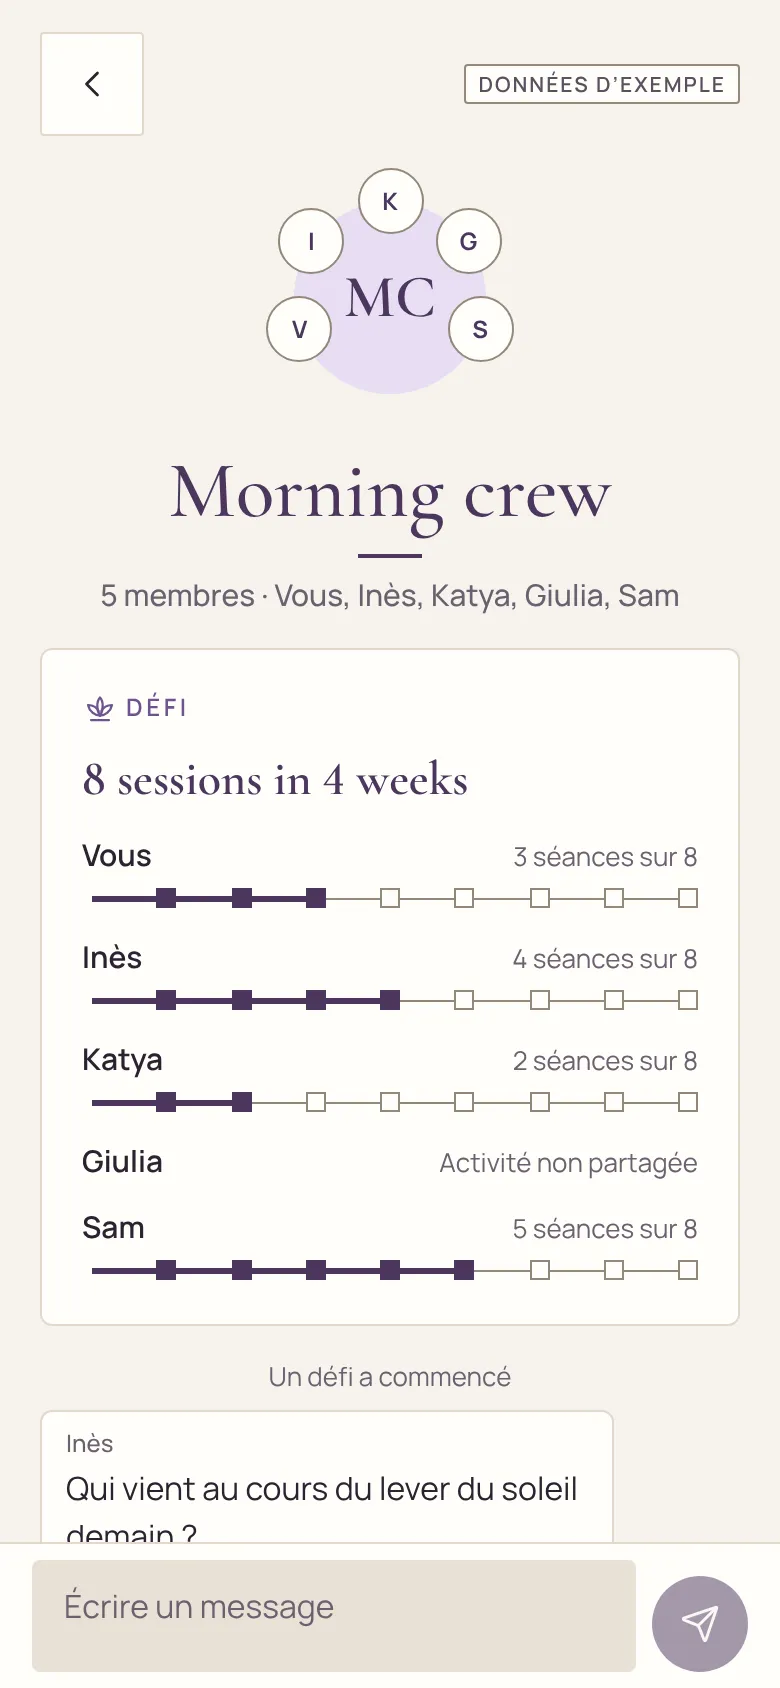 DONNÉES D’EXEMPLE
K
I
G
MC
V
S
Morning crew
5 membres · Vous, Inès, Katya, Giulia, Sam
DÉFI
8 sessions in 4 weeks
Vous
3 séances sur 8
Inès
4 séances sur 8
Katya
2 séances sur 8
Giulia
Activité non partagée
Sam
5 séances sur 8
Un défi a commencé
Inès
Qui vient au cours du lever du soleil
demain ?
Écrire un message